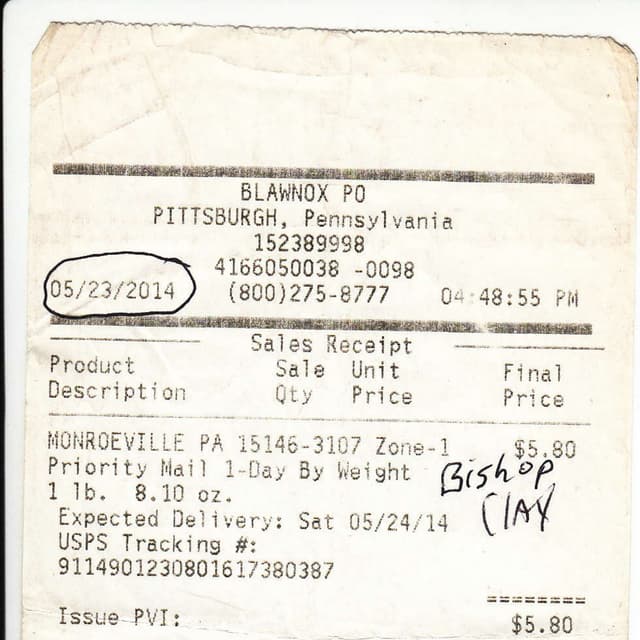 BLAWNOX PO
PITTSBURGH, Pennsylvania
152389998
4166050038 -0098
05/23/2014 (800)275-8777 04:48:55 PM
Sales Receipt
Product Sale Unit Final
Description Qty Price Price
MONROEVILLE PA 15146-3107 Zone-1 $5.80
Priority Mail 1-Day By Weight
Bishop
1 lb. 8.10 oz.
Clay
Expected Delivery: Sat 05/24/14
USPS Tracking #:
9114901230801617380387
========
Issue PVI: $5.80